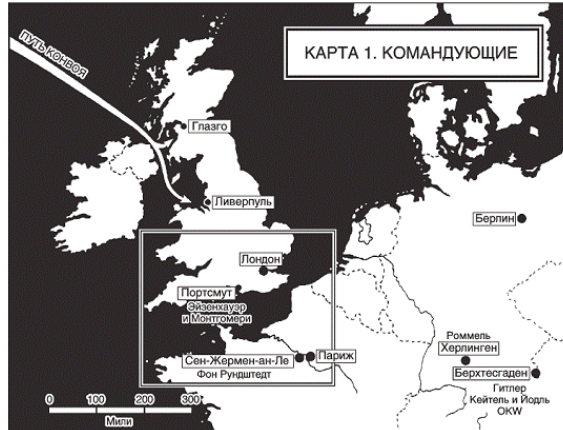 КАРТА 1. КОМАНДУЮЩИЕ
ПУТЬ КОНВОЯ
Глазго
Ливерпуль
Берлин
Лондон
Портсмут
Эйзенхауэр
и Монтгомери
Роммель
Херлинген
Сен-Жермен-ан-Ле
Париж
Фон Рундштедт
Берхтесгаден
Гитлер
Кейтель и Йодль
OKW
0 100 200 300
Мили